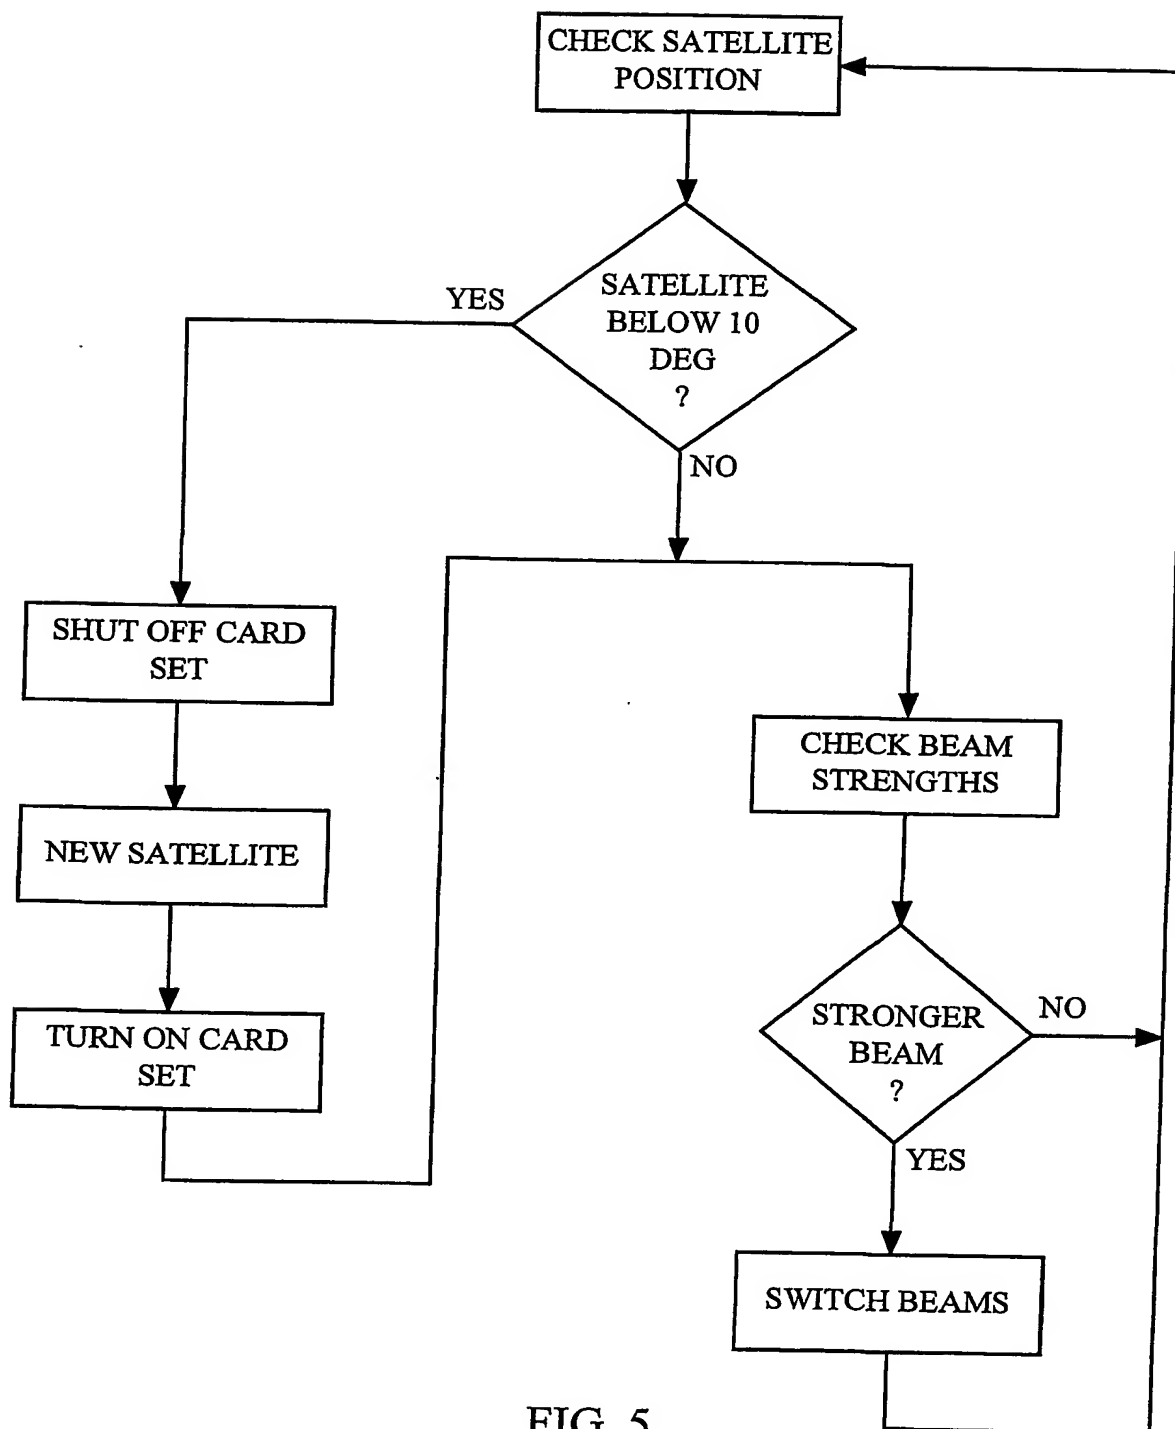 CHECK SATELLITE
POSITION
YES
SATELLITE
BELOW 10
DEG
?
NO
SHUT OFF CARD
SET
NEW SATELLITE
TURN ON CARD
SET
CHECK BEAM
STRENGTHS
STRONGER
BEAM
?
NO
YES
SWITCH BEAMS
FIG. 5